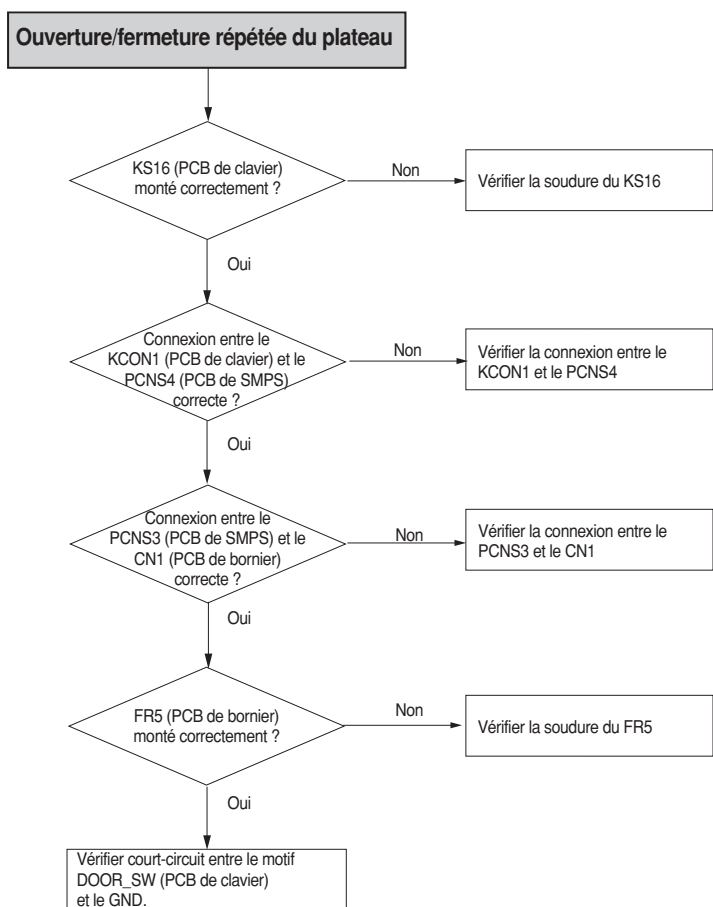 Ouverture/fermeture répétée du plateau
KS16 (PCB de clavier)
monté correctement ?
Non
Vérifier la soudure du KS16
Oui
Connexion entre le
KCON1 (PCB de clavier) et le
PCNS4 (PCB de SMPS)
correcte ?
Non
Vérifier la connexion entre le
KCON1 et le PCNS4
Oui
Connexion entre le
PCNS3 (PCB de SMPS) et le
CN1 (PCB de bornier)
correcte ?
Non
Vérifier la connexion entre le
PCNS3 et le CN1
Oui
FR5 (PCB de bornier)
monté correctement ?
Non
Vérifier la soudure du FR5
Oui
Vérifier court-circuit entre le motif
DOOR_SW (PCB de clavier)
et le GND.